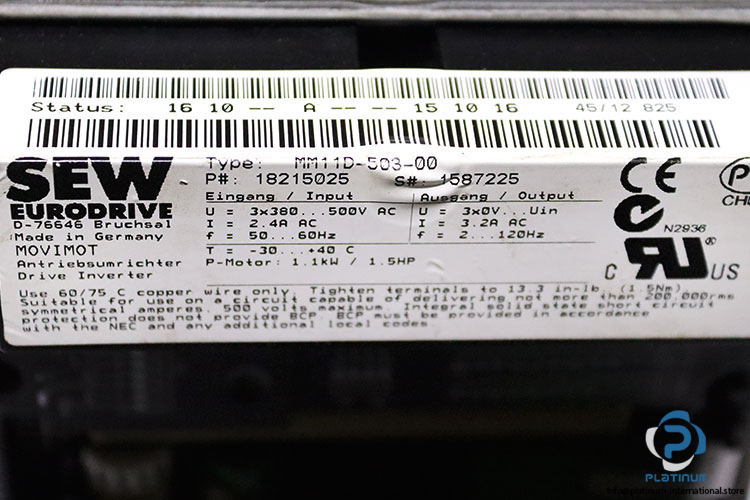 Status: 16 10 -- A -- -- 15 10 16 45/12 825
SEW
EURODRIVE
D-76646 Bruchsal
Made in Germany
MOVIMOT
Antriebsumrichter
Drive Inverter
Type: MM11D-503-00
P#: 18215025 S#: 1587225
Eingang / Input
U = 3x380...500V AC
I = 2.4A AC
f = 50...60Hz
T = -30...+40 C
P-Motor: 1.1kW / 1.5HP
Ausgang / Output
U = 3x0V...Uin
I = 3.2A AC
f = 2...120Hz
CE
N2936
C US
Use 60/75 C copper wire only. Tighten terminals to 13.3 in-lb. (1.5Nm)
Suitable for use on a circuit capable of delivering not more than 200,000rms
symmetrical amperes. 500 volts maximum. Integral solid state short circuit
protection does not provide BCP. BCP must be provided in accordance
with the NEC and any additional local codes.
PLATINUM